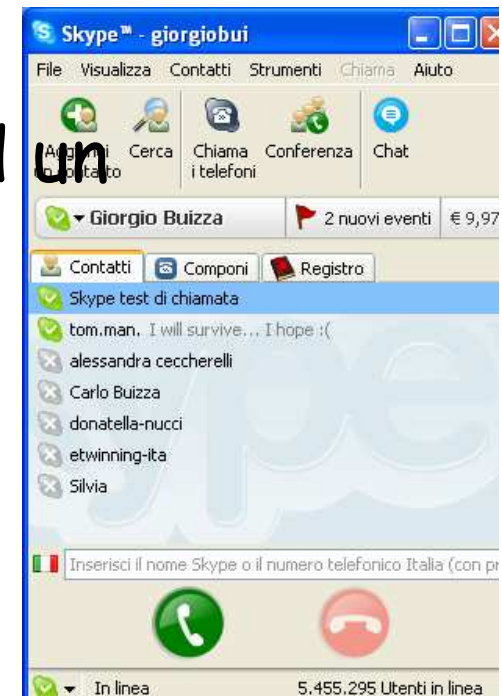 Skype™ - giorgiobui
File Visualizza Contatti Strumenti Chiama Aiuto
un
Cerca Chiama i telefoni Conferenza Chat
Giorgio Buizza 2 nuovi eventi € 9,97
Contatti Componi Registro
Skype test di chiamata
tom.man. I will survive... I hope :(
alessandra ceccherelli
Carlo Buizza
donatella-nucci
etwinning-ita
Silvia
Inserisci il nome Skype o il numero telefonico Italia (con pr
In linea 5.455.295 Utenti in linea